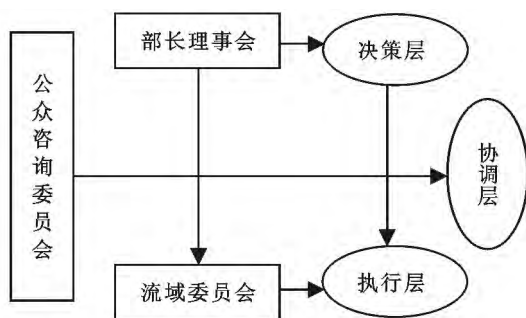 部长理事会
决策层
公众咨询委员会
协调层
流域委员会
执行层